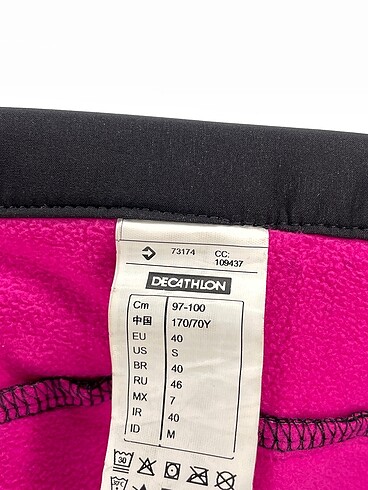 73174 CC:
109437
DECATHLON
Cm 97-100
中国 170/70Y
EU 40
US S
BR 40
RU 46
MX 7
IR 40
ID M
30